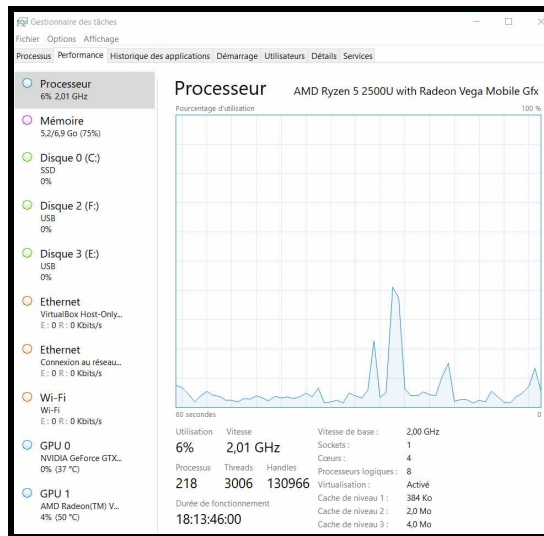 Gestionnaire des tâches
Fichier Options Affichage
Processus Performance Historique des applications Démarrage Utilisateurs Détails Services
Processeur
6% 2,01 GHz
Mémoire
5,2/6,9 Go (75%)
Disque 0 (C:)
SSD
0%
Disque 2 (F:)
USB
0%
Disque 3 (E:)
USB
0%
Ethernet
VirtualBox Host-Only...
E : 0 R : 0 Kbits/s
Ethernet
Connexion au réseau...
E : 0 R : 0 Kbits/s
Wi-Fi
Wi-Fi
E : 0 R : 0 Kbits/s
GPU 0
NVIDIA GeForce GTX...
0% (37 °C)
GPU 1
AMD Radeon(TM) V...
4% (50 °C)
Processeur AMD Ryzen 5 2500U with Radeon Vega Mobile Gfx
Pourcentage d'utilisation 100 %
60 secondes 0
Utilisation Vitesse
6% 2,01 GHz
Processus Threads Handles
218 3006 130966
Durée de fonctionnement
18:13:46:00
Vitesse de base : 2,00 GHz
Sockets : 1
Cœurs : 4
Processeurs logiques : 8
Virtualisation : Activé
Cache de niveau 1 : 384 Ko
Cache de niveau 2 : 2,0 Mo
Cache de niveau 3 : 4,0 Mo